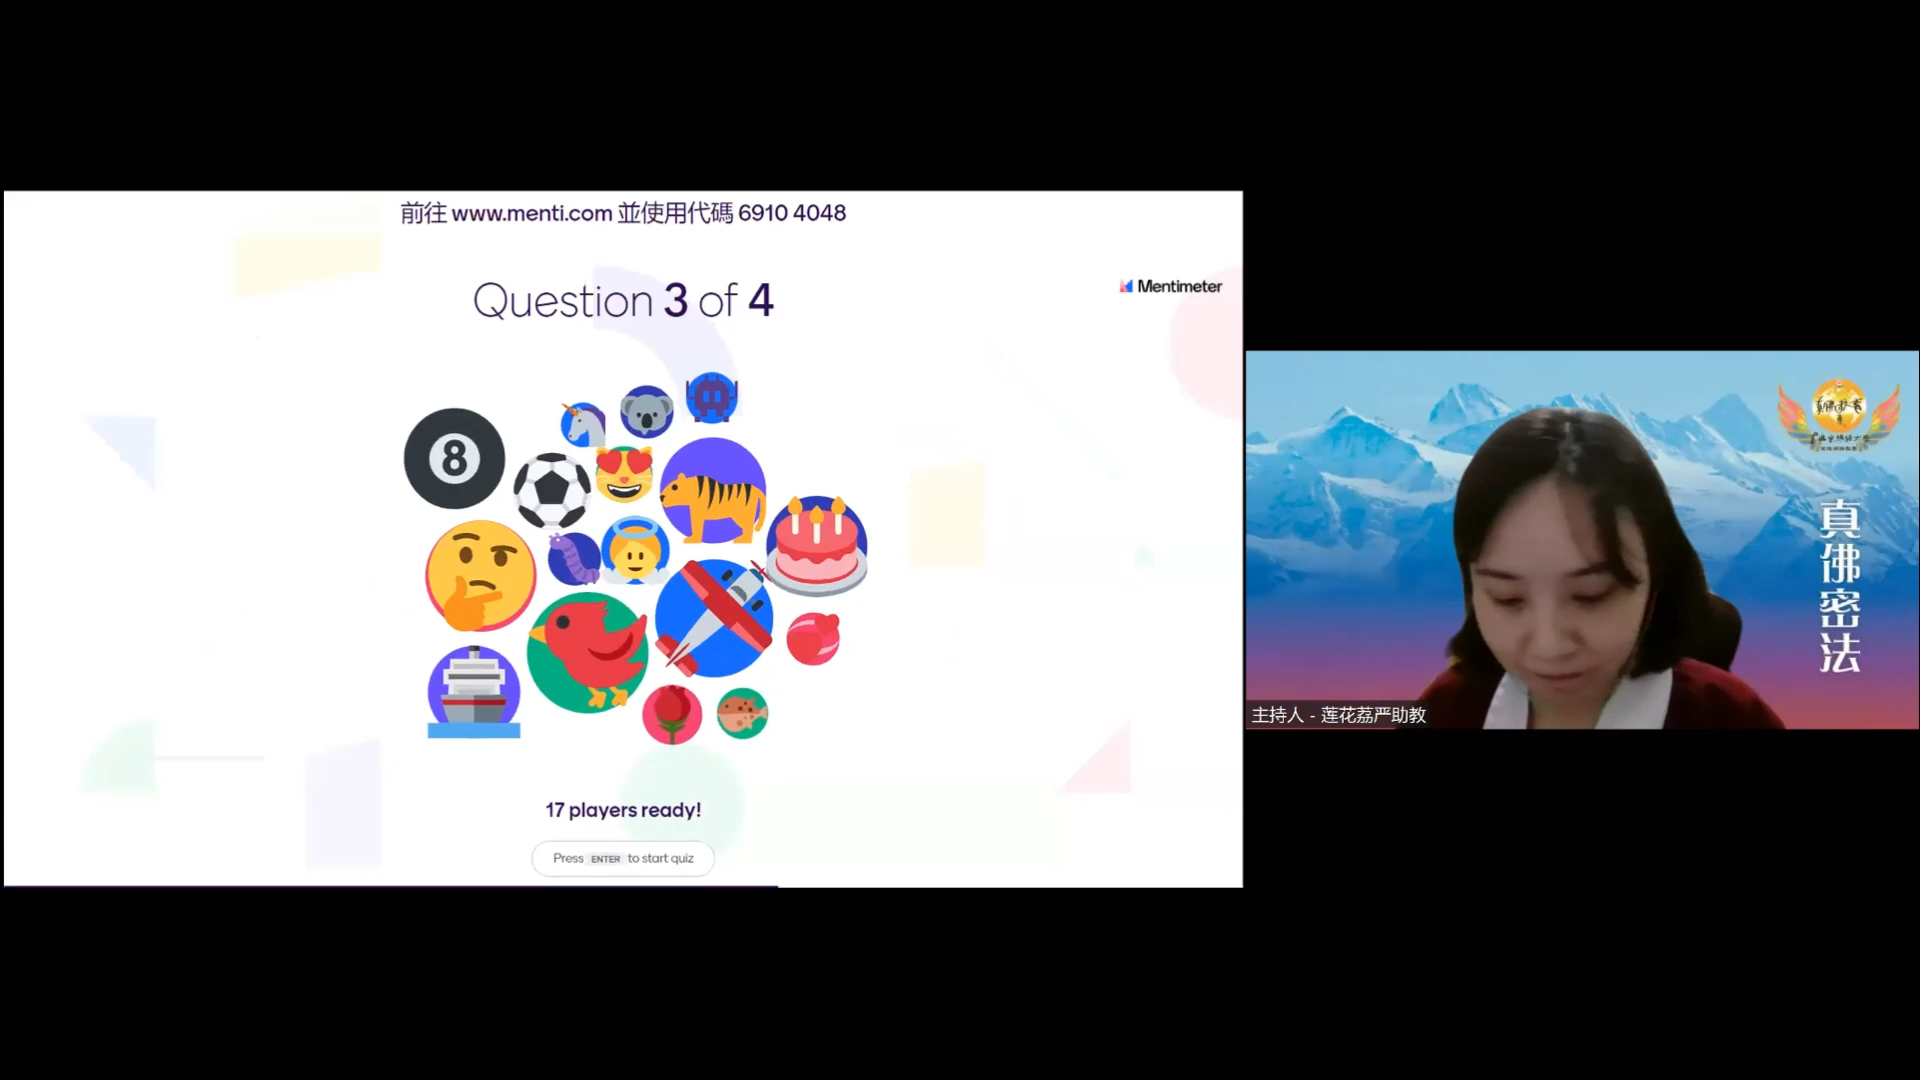 前往 www.menti.com 並使用代碼 6910 4048
Mentimeter
Question 3 of 4
8
17 players ready!
Press ENTER to start quiz
真佛密法
主持人 - 莲花荔严助教